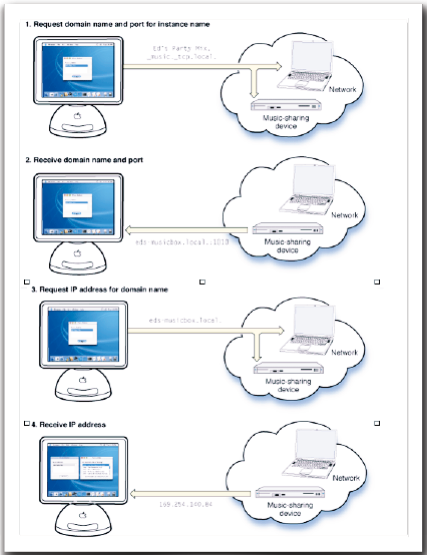 1. Request domain name and port for instance name
Ed's Party Mix.
_music._tcp.local.
Network
Music-sharing
device
2. Receive domain name and port
Network
eds-musicbox.local.:1010
Music-sharing
device
3. Request IP address for domain name
eds-musicbox.local.
Network
Music-sharing
device
4. Receive IP address
Network
169.254.140.84
Music-sharing
device